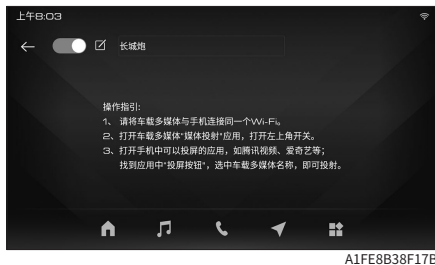 上午8:03
长城炮
操作指引:
1、 请将车载多媒体与手机连接同一个Wi-Fi。
2、打开车载多媒体“媒体投射”应用，打开左上角开关。
3、打开手机中可以投屏的应用，如腾讯视频、爱奇艺等；
找到应用中“投屏按钮”，选中车载多媒体名称，即可投射。
A1FE8B38F17B